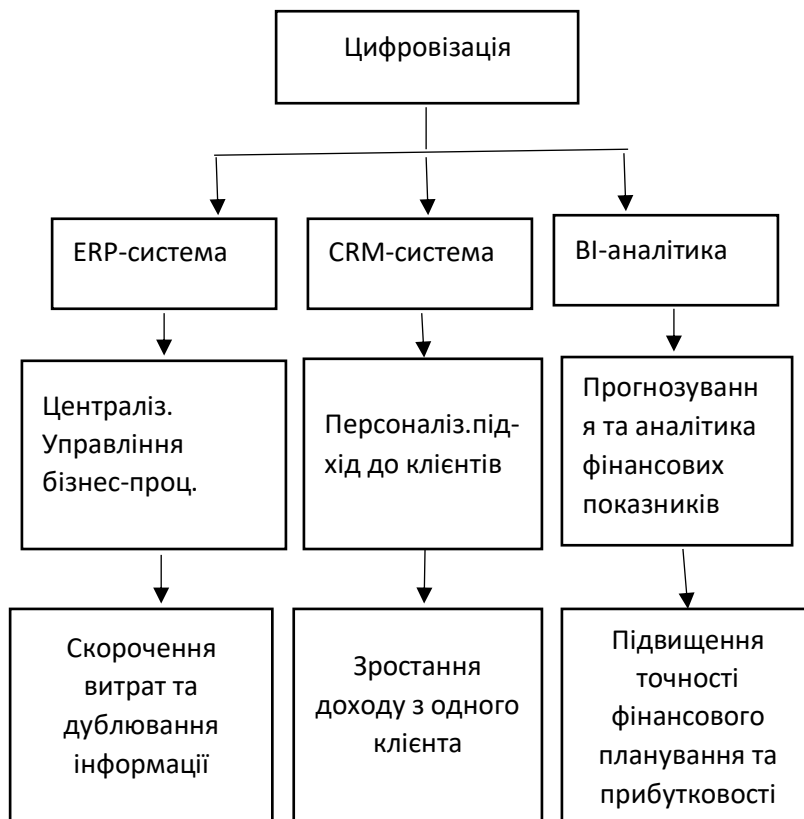 Цифровізація
ERP-система
CRM-система
BI-аналітика
Централіз.
Управління
бізнес-проц.
Персоналіз.під-
хід до клієнтів
Прогнозуванн
я та аналітика
фінансових
показників
Скорочення
витрат та
дублювання
інформації
Зростання
доходу з одного
клієнта
Підвищення
точності
фінансового
планування та
прибутковості